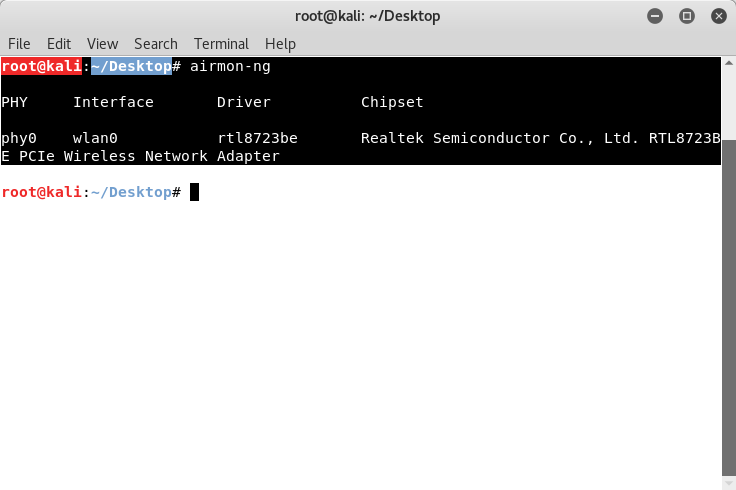 root@kali: ~/Desktop
File Edit View Search Terminal Help
root@kali:~/Desktop# airmon-ng
PHY Interface Driver Chipset
phy0 wlan0 rtl8723be Realtek Semiconductor Co., Ltd. RTL8723B
E PCIe Wireless Network Adapter
root@kali:~/Desktop#